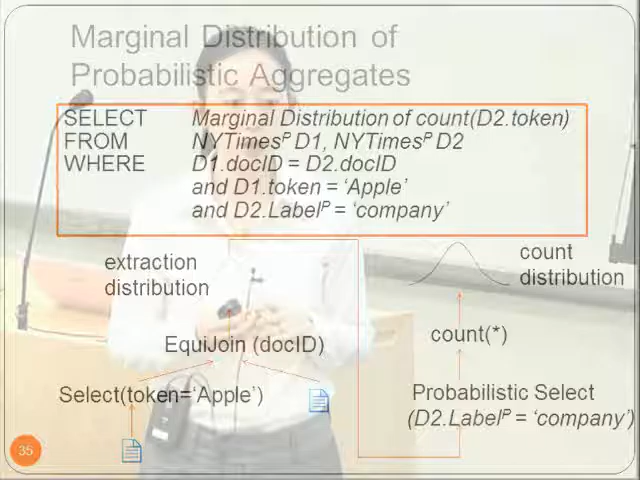 Marginal Distribution of
Probabilistic Aggregates
SELECT Marginal Distribution of count(D2.token)
FROM NYTimesᴾ D1, NYTimesᴾ D2
WHERE D1.docID = D2.docID
and D1.token = ‘Apple’
and D2.Labelᴾ = ‘company’
extraction
distribution
count
distribution
EquiJoin (docID)
count(*)
Select(token=‘Apple’)
Probabilistic Select
(D2.Labelᴾ = ‘company’)
35